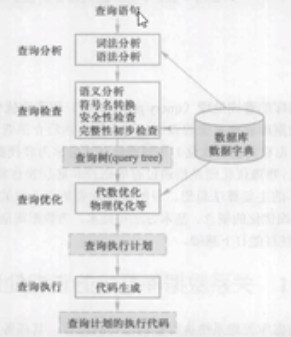 查询语句
查询分析
词法分析
语法分析
查询检查
语义分析
符号名转换
安全性检查
完整性初步检查
数据库
数据字典
查询树(query tree)
查询优化
代数优化
物理优化等
查询执行计划
查询执行
代码生成
查询计划的执行代码